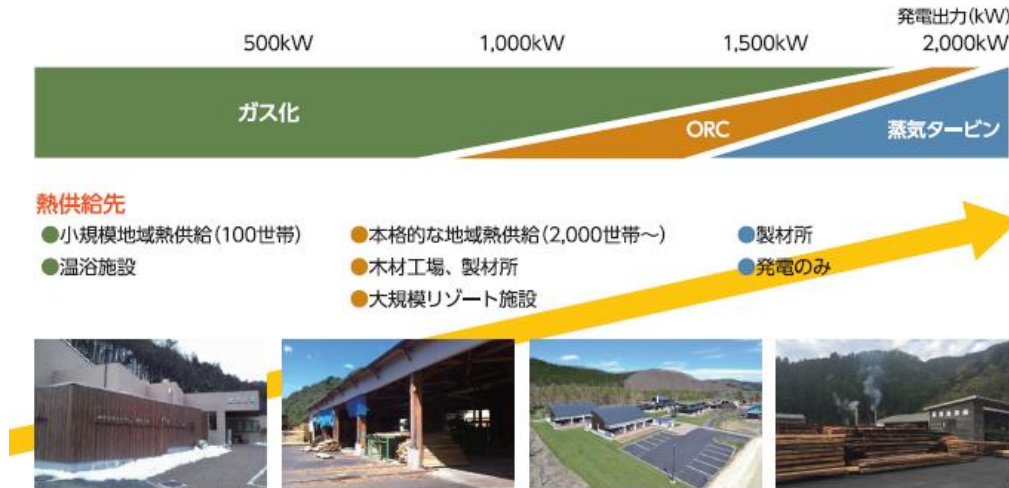 発電出力(kW)
500kW 1,000kW 1,500kW 2,000kW
ガス化
ORC
蒸気タービン
熱供給先
●小規模地域熱供給(100世帯)
●温浴施設
●本格的な地域熱供給(2,000世帯～)
●木材工場、製材所
●大規模リゾート施設
●製材所
●発電のみ